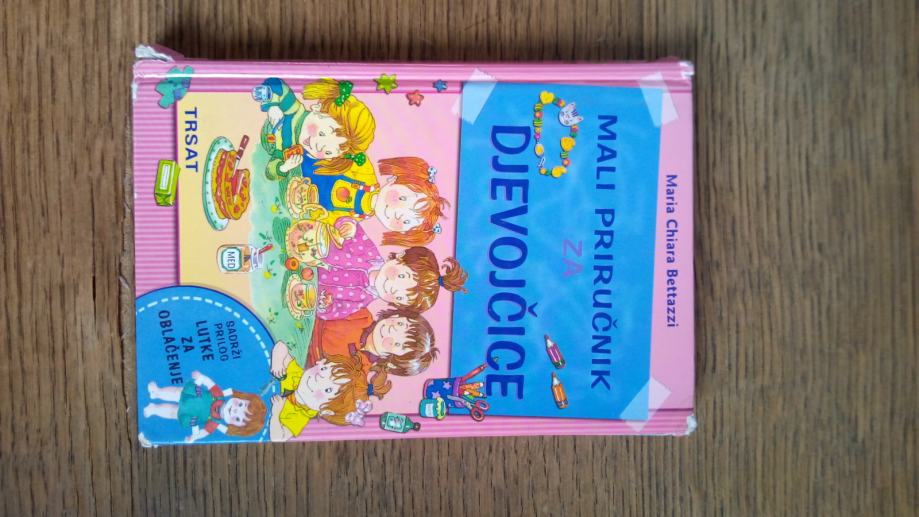 Maria Chiara Bettazzi
MALI PRIRUČNIK
ZA
DJEVOJČICE
MED
TRSAT
SADRŽI
PRILOG
LUTKE
ZA
OBLAČENJE